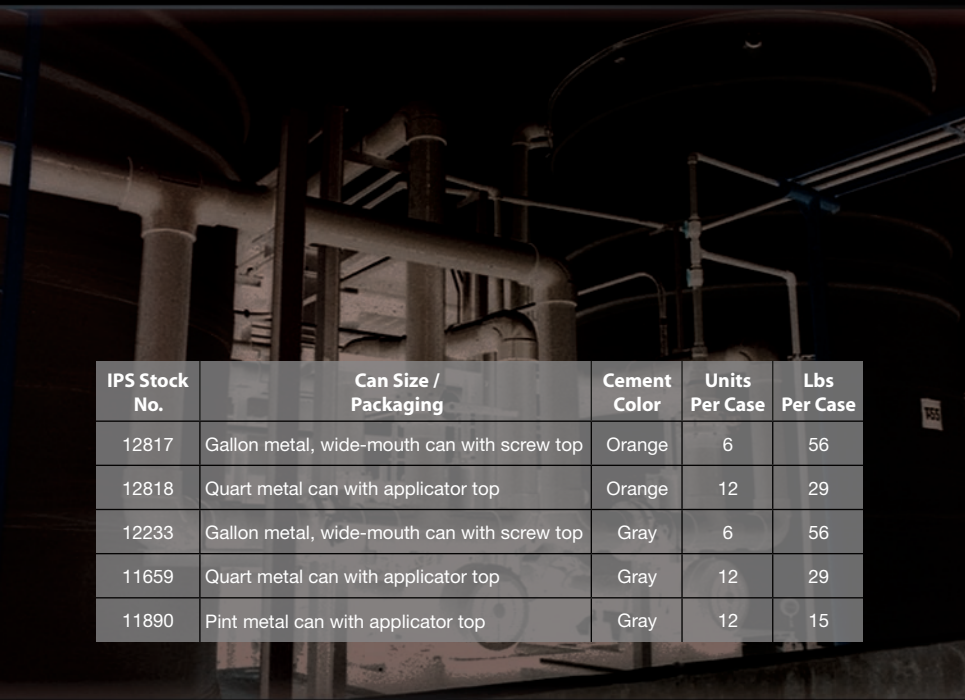 IPS Stock No. Can Size / Packaging Cement Color Units Per Case Lbs Per Case
12817 Gallon metal, wide-mouth can with screw top Orange 6 56
12818 Quart metal can with applicator top Orange 12 29
12233 Gallon metal, wide-mouth can with screw top Gray 6 56
11659 Quart metal can with applicator top Gray 12 29
11890 Pint metal can with applicator top Gray 12 15